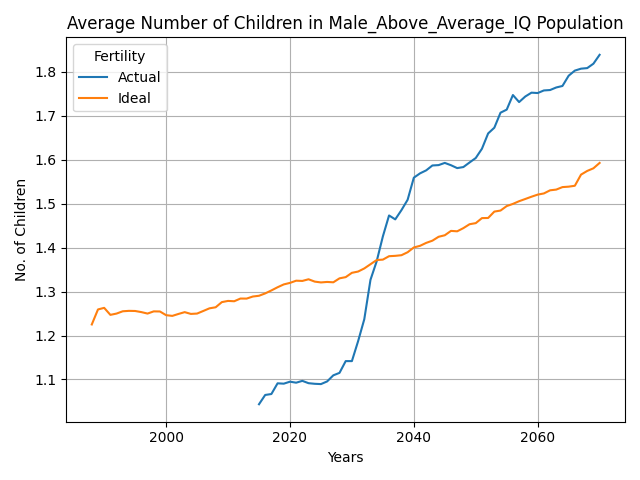 Average Number of Children in Male_Above_Average_IQ Population
Fertility
Actual
Ideal
No. of Children
1.8
1.7
1.6
1.5
1.4
1.3
1.2
1.1
2000 2020 2040 2060
Years